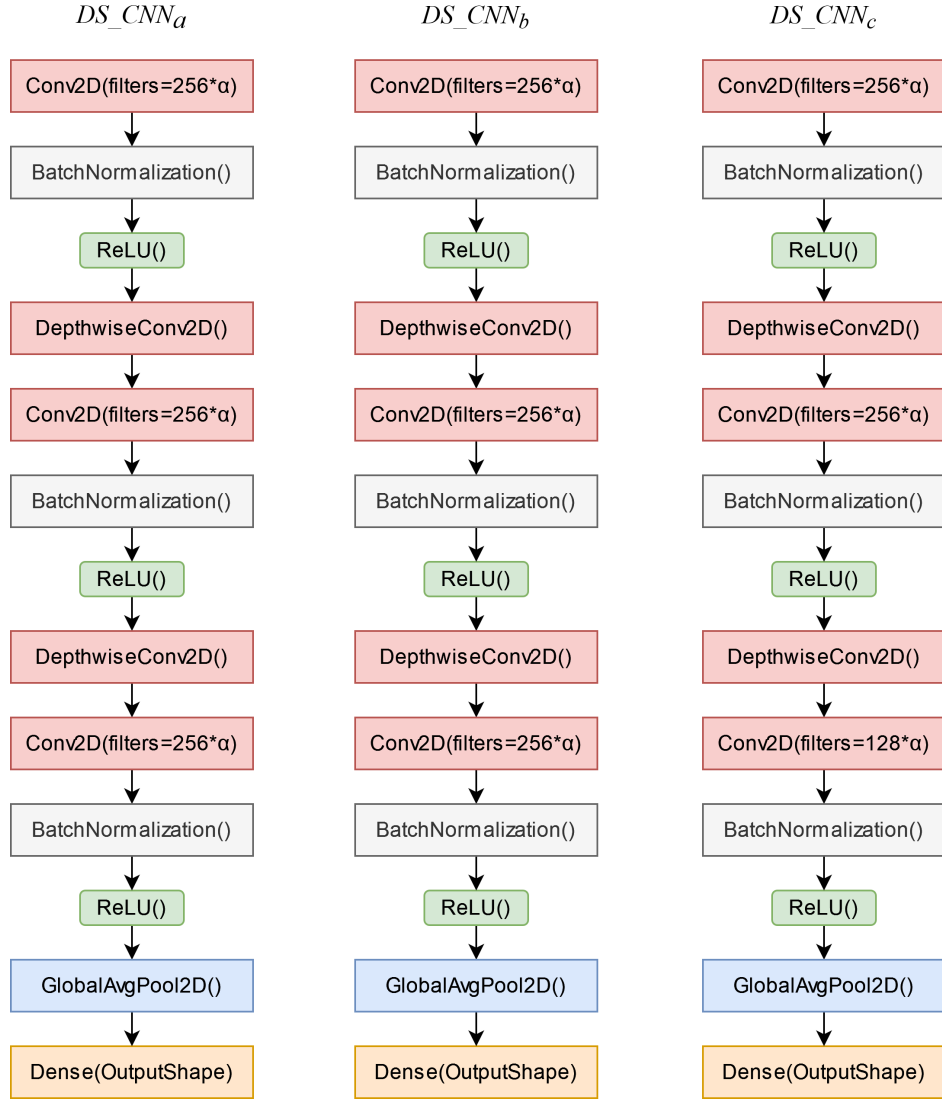 DS_CNNa
Conv2D(filters=256*α)
BatchNormalization()
ReLU()
DepthwiseConv2D()
Conv2D(filters=256*α)
BatchNormalization()
ReLU()
DepthwiseConv2D()
Conv2D(filters=256*α)
BatchNormalization()
ReLU()
GlobalAvgPool2D()
Dense(OutputShape)
DS_CNNb
Conv2D(filters=256*α)
BatchNormalization()
ReLU()
DepthwiseConv2D()
Conv2D(filters=256*α)
BatchNormalization()
ReLU()
DepthwiseConv2D()
Conv2D(filters=256*α)
BatchNormalization()
ReLU()
GlobalAvgPool2D()
Dense(OutputShape)
DS_CNNc
Conv2D(filters=256*α)
BatchNormalization()
ReLU()
DepthwiseConv2D()
Conv2D(filters=256*α)
BatchNormalization()
ReLU()
DepthwiseConv2D()
Conv2D(filters=128*α)
BatchNormalization()
ReLU()
GlobalAvgPool2D()
Dense(OutputShape)